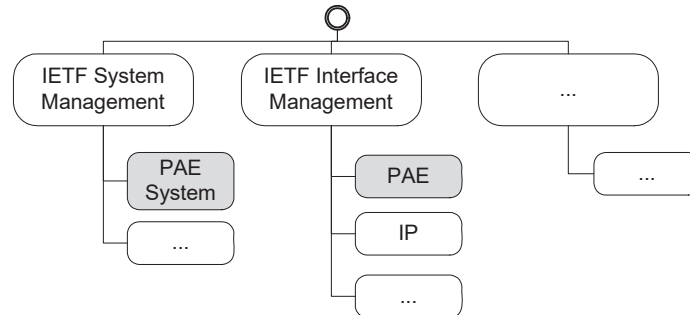 IETF System
Management
IETF Interface
Management
...
PAE
System
...
PAE
IP
...
...